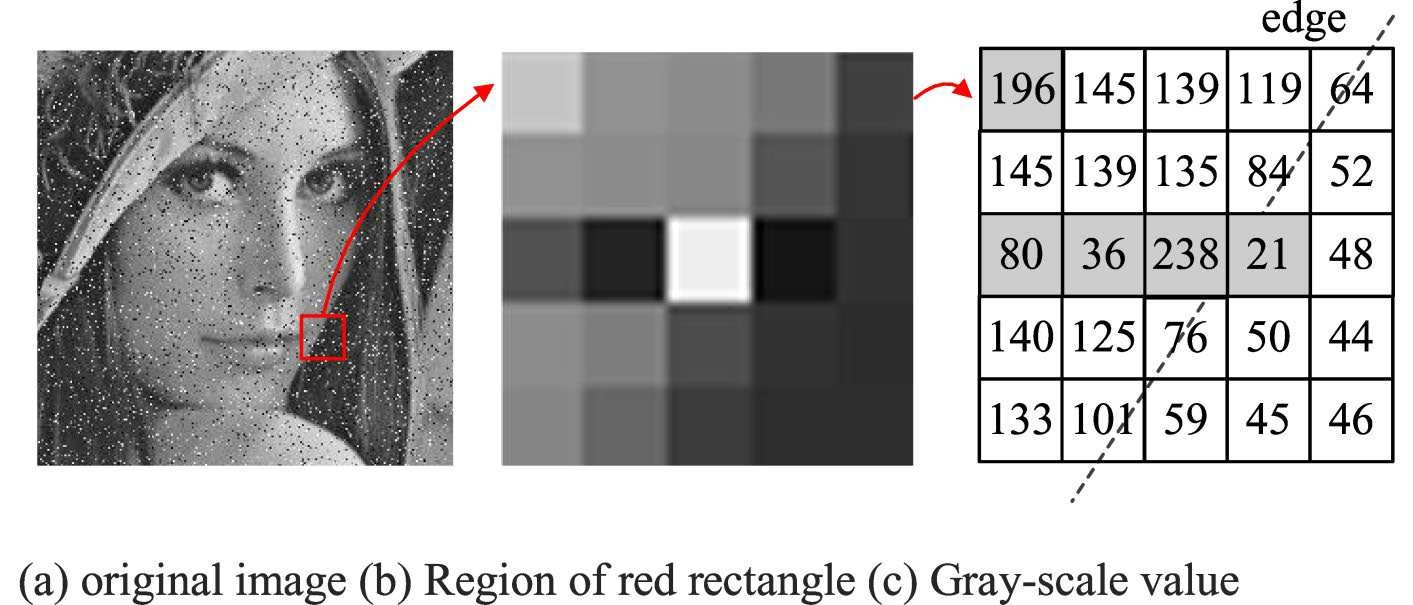 edge
196 145 139 119 64
145 139 135 84 52
80 36 238 21 48
140 125 76 50 44
133 101 59 45 46
(a) original image (b) Region of red rectangle (c) Gray-scale value